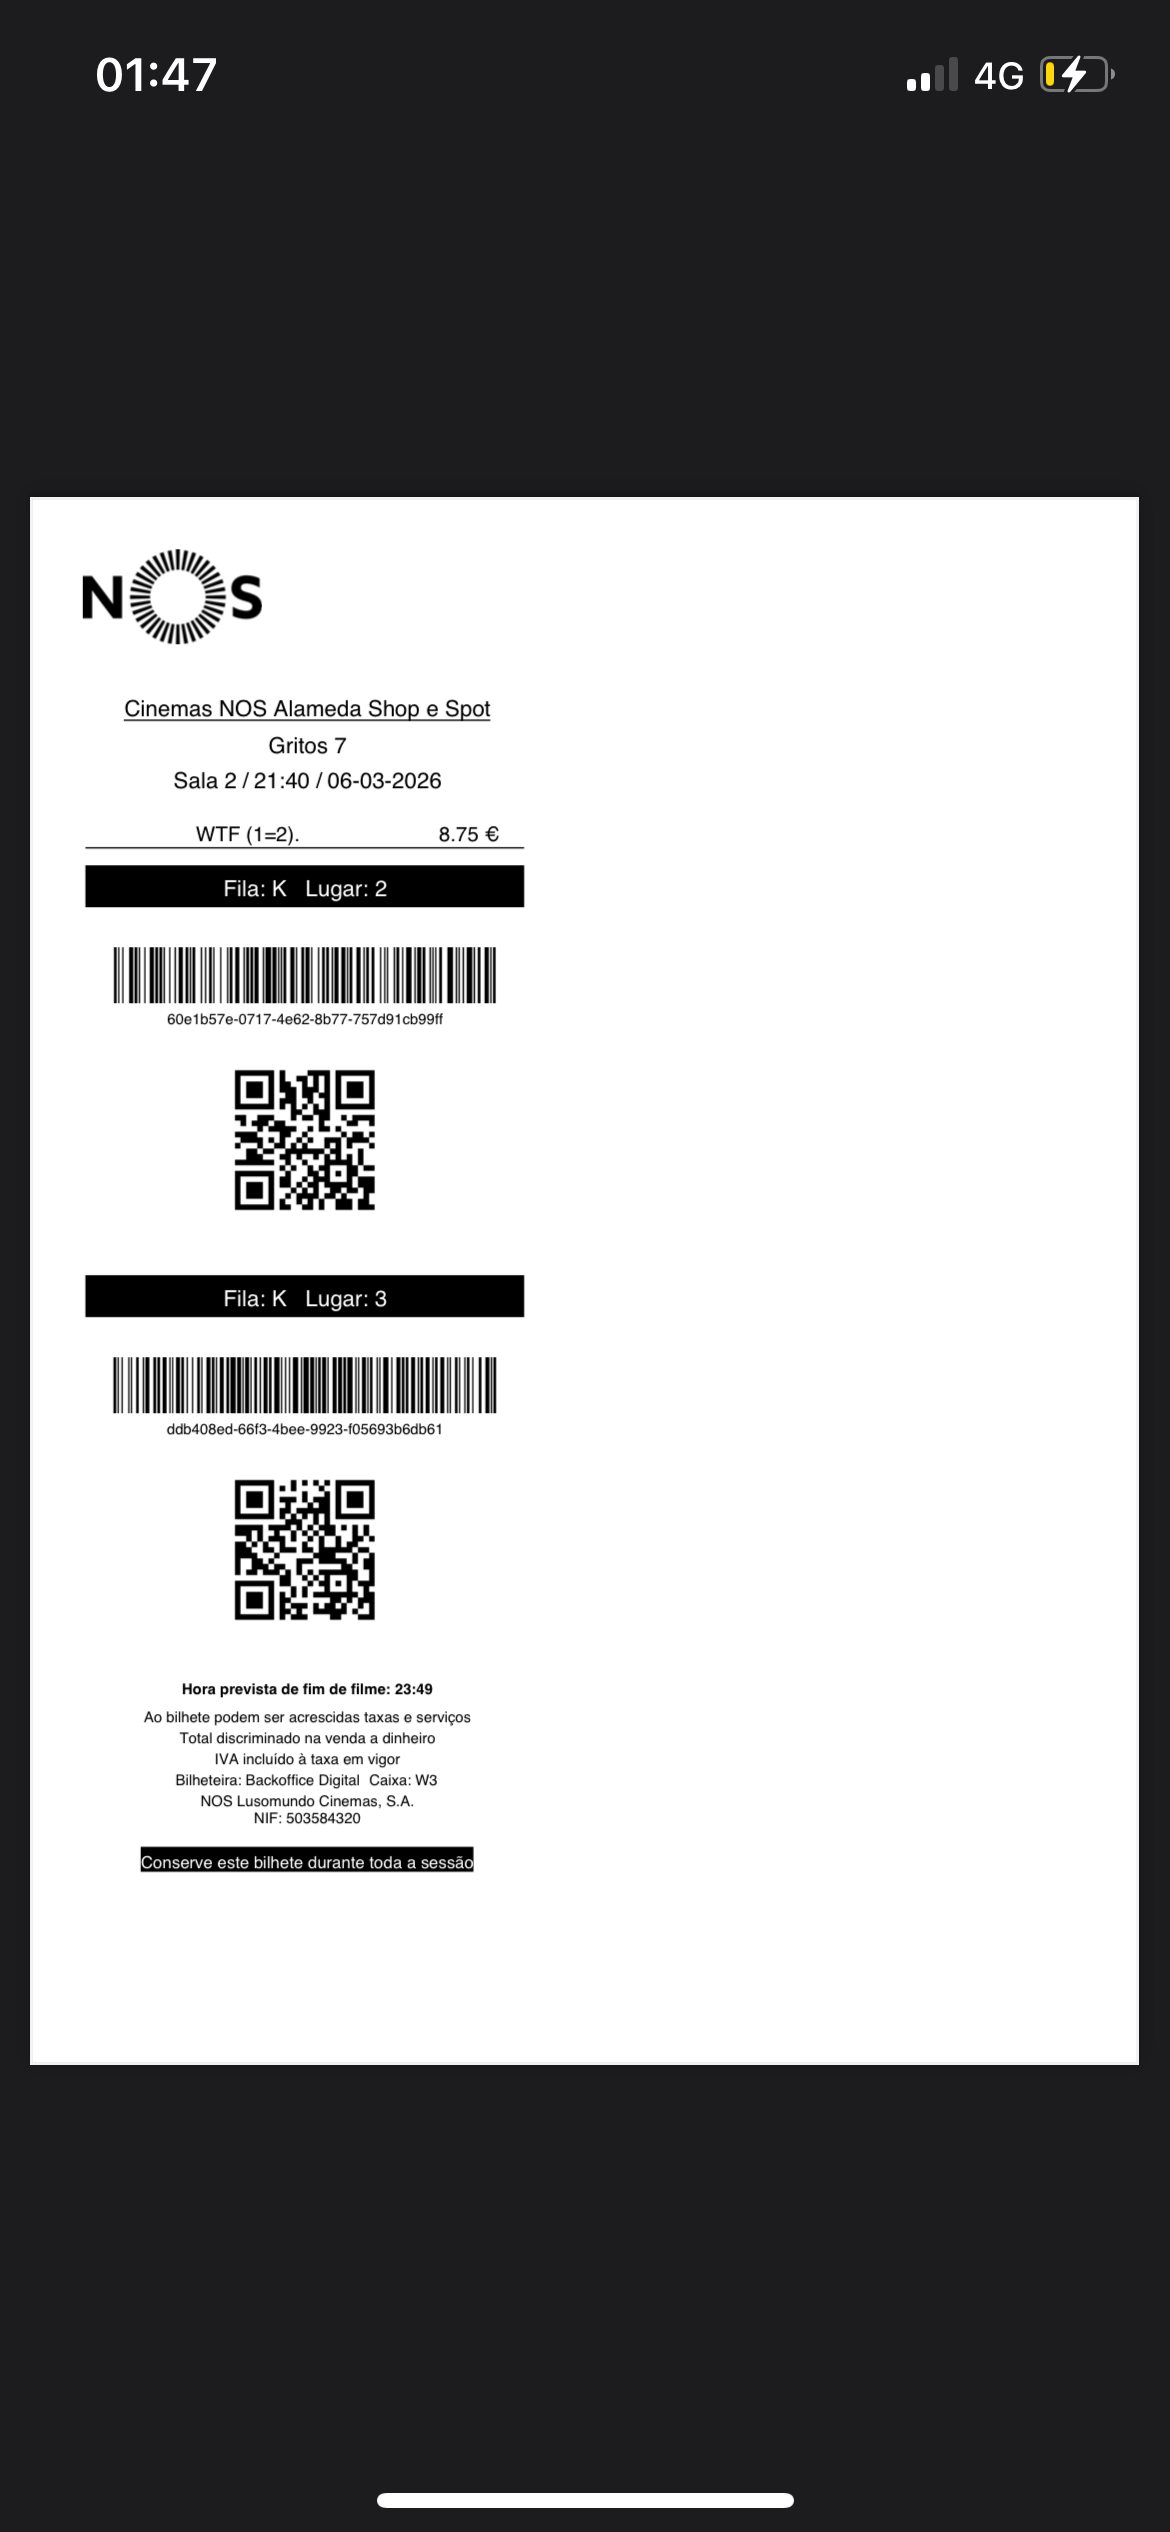 01:47 4G
NOS
Cinemas NOS Alameda Shop e Spot
Gritos 7
Sala 2 / 21:40 / 06-03-2026
WTF (1=2). 8.75 €
Fila: K Lugar: 2
60e1b57e-0717-4e62-8b77-757d91cb99ff
Fila: K Lugar: 3
ddb408ed-66f3-4bee-9923-f05693b6db61
Hora prevista de fim de filme: 23:49
Ao bilhete podem ser acrescidas taxas e serviços
Total discriminado na venda a dinheiro
IVA incluído à taxa em vigor
Bilheteira: Backoffice Digital Caixa: W3
NOS Lusomundo Cinemas, S.A.
NIF: 503584320
Conserve este bilhete durante toda a sessão